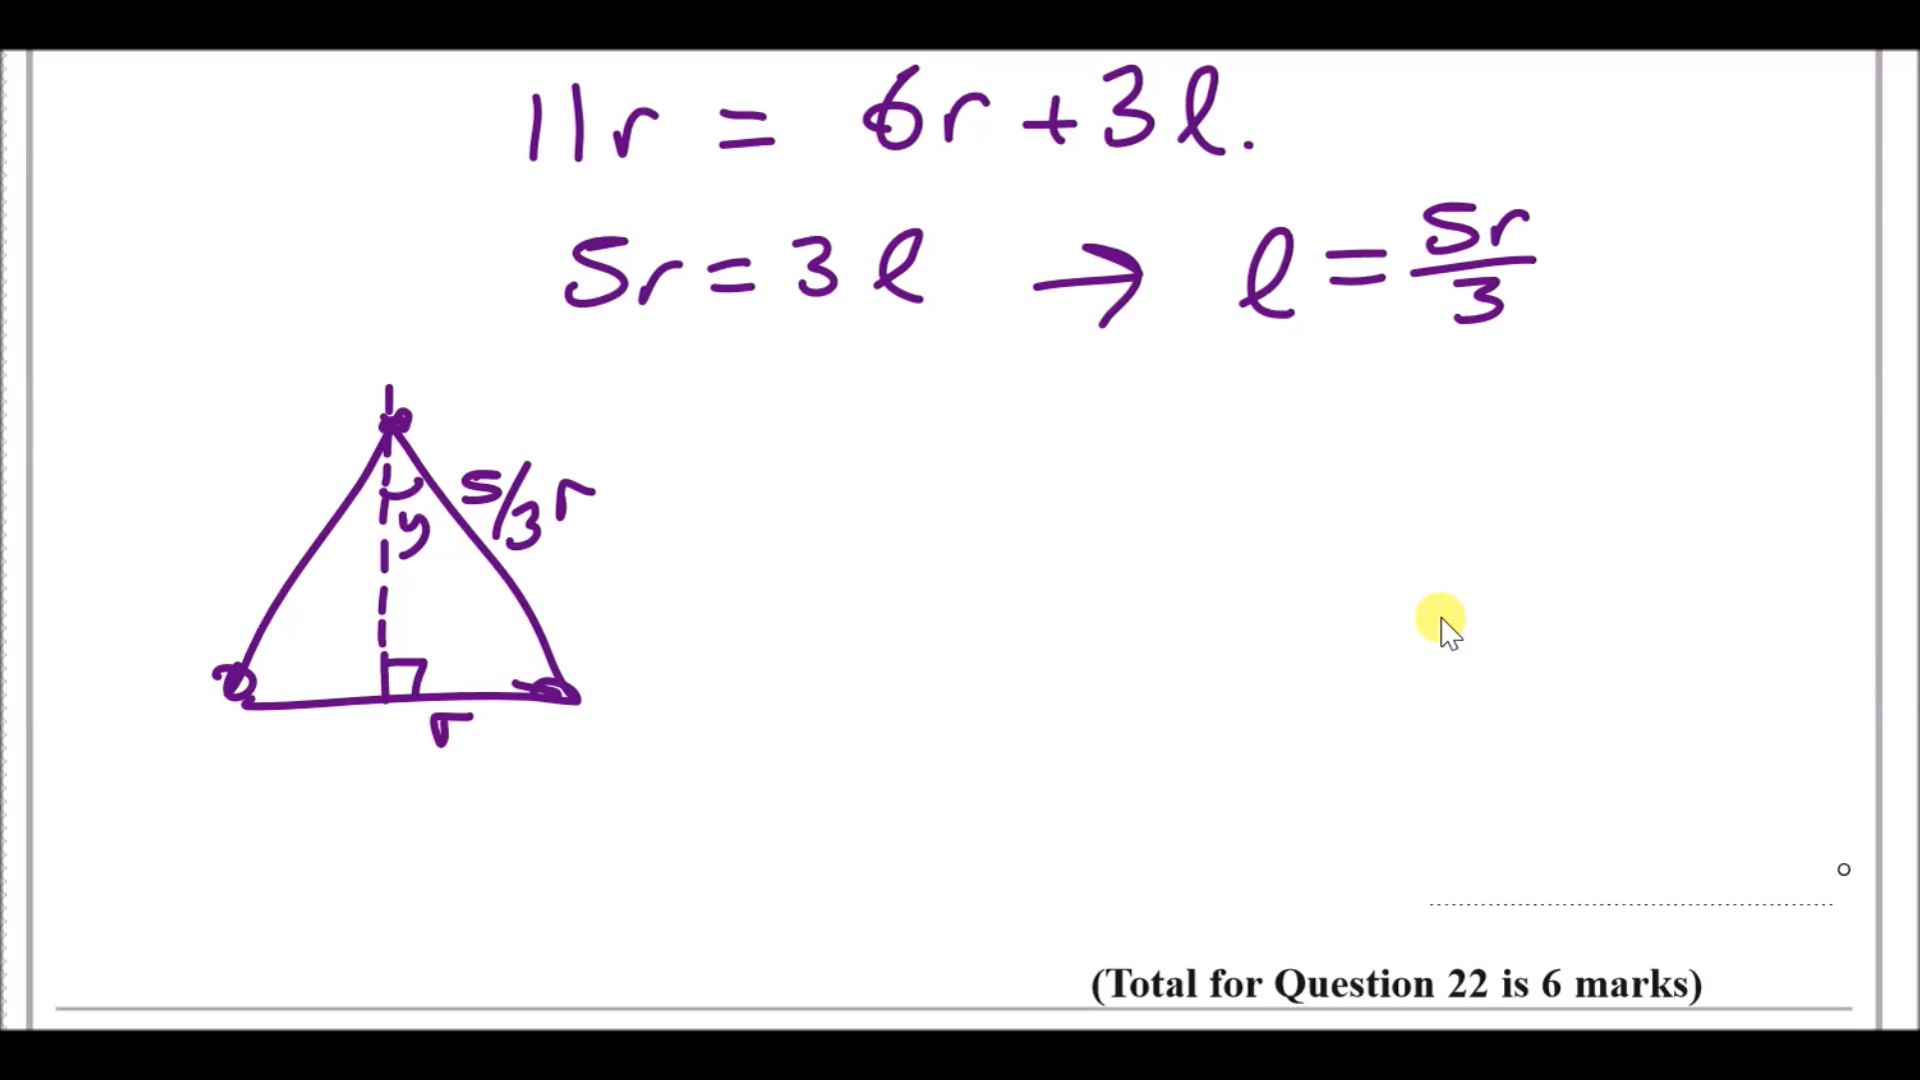 11r = 6r + 3l.
5r = 3l → l = 5r/3
5/3 r
y
r
°
(Total for Question 22 is 6 marks)